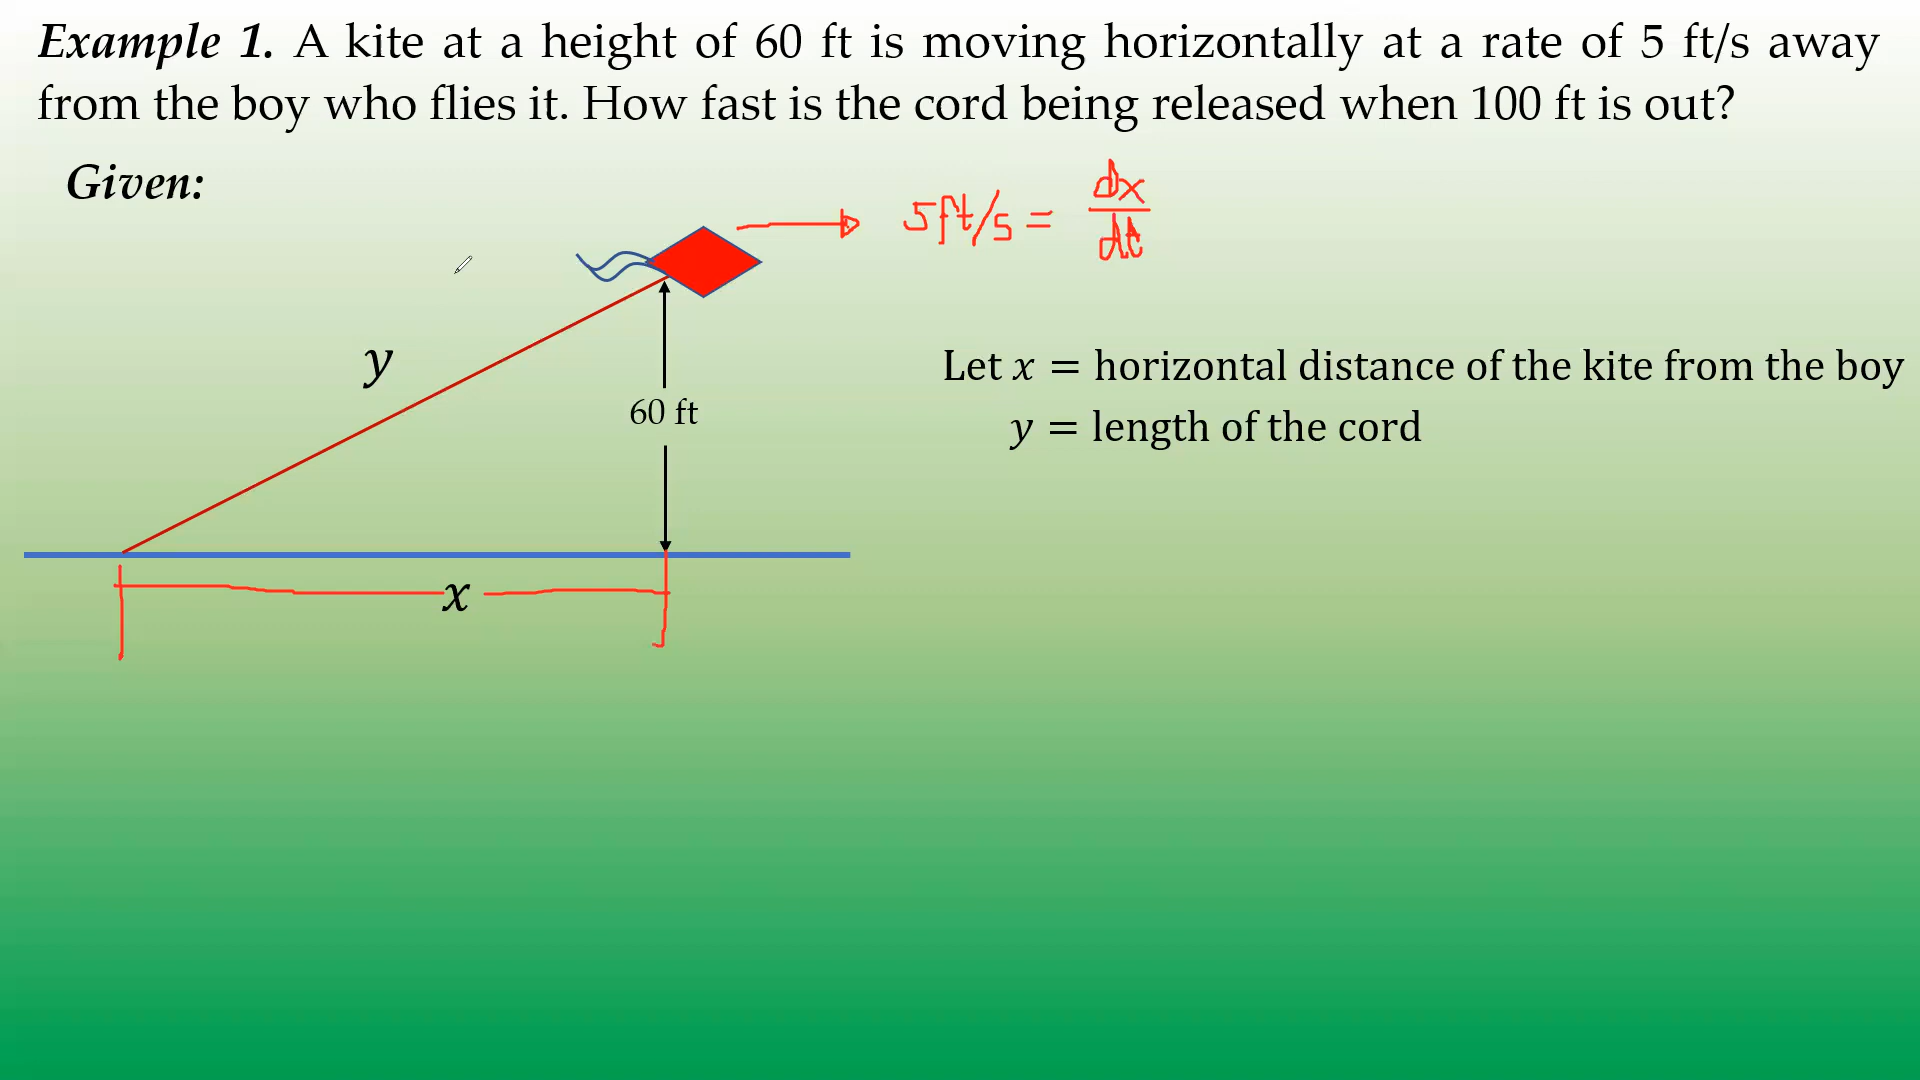 Example 1. A kite at a height of 60 ft is moving horizontally at a rate of 5 ft/s away
from the boy who flies it. How fast is the cord being released when 100 ft is out?
Given:
5ft/s = dx/dt
y
60 ft
x
Let x = horizontal distance of the kite from the boy
y = length of the cord